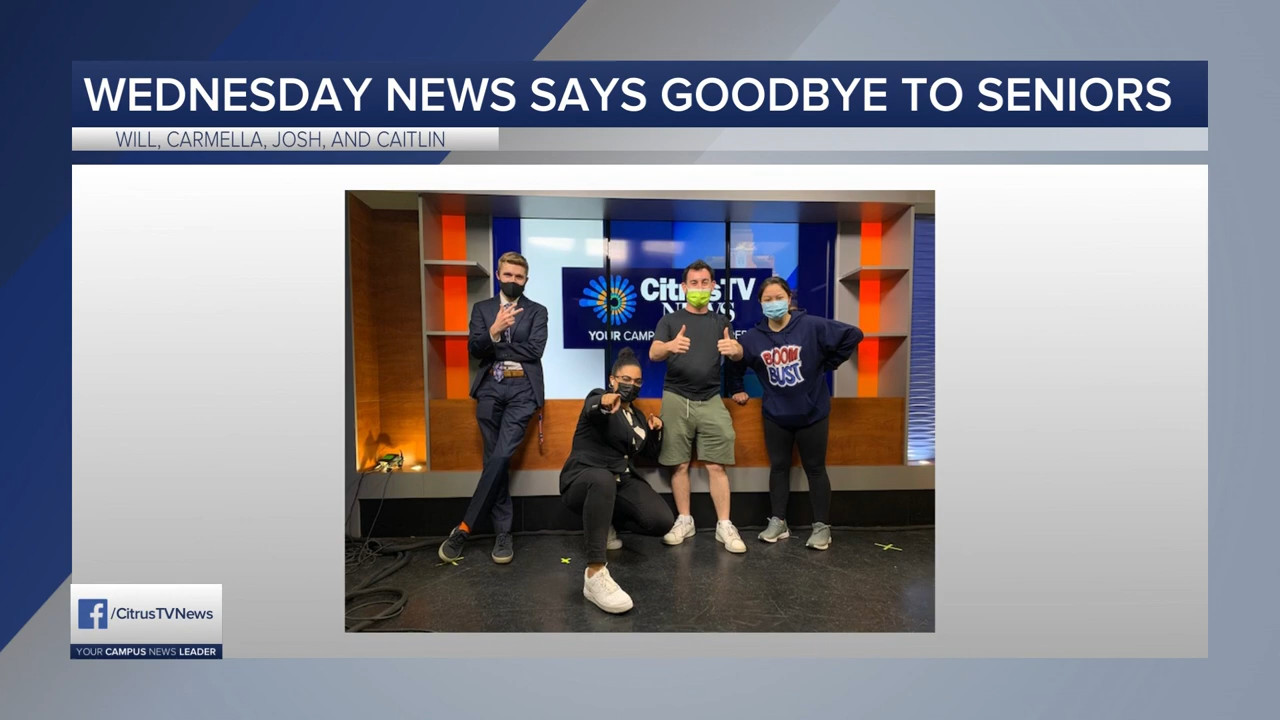 WEDNESDAY NEWS SAYS GOODBYE TO SENIORS
WILL, CARMELLA, JOSH, AND CAITLIN
CitrusTV
NEWS
YOUR CAMP
BOOM
BUST
/CitrusTVNews
YOUR CAMPUS NEWS LEADER